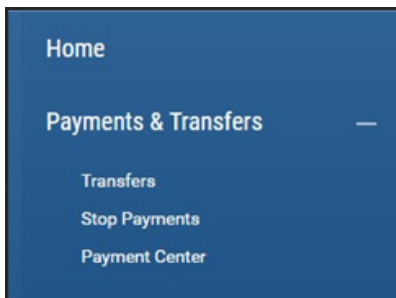 Home
Payments & Transfers
Transfers
Stop Payments
Payment Center